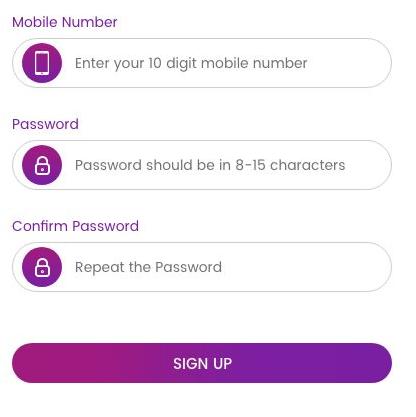 Mobile Number
Enter your 10 digit mobile number
Password
Password should be in 8-15 characters
Confirm Password
Repeat the Password
SIGN UP